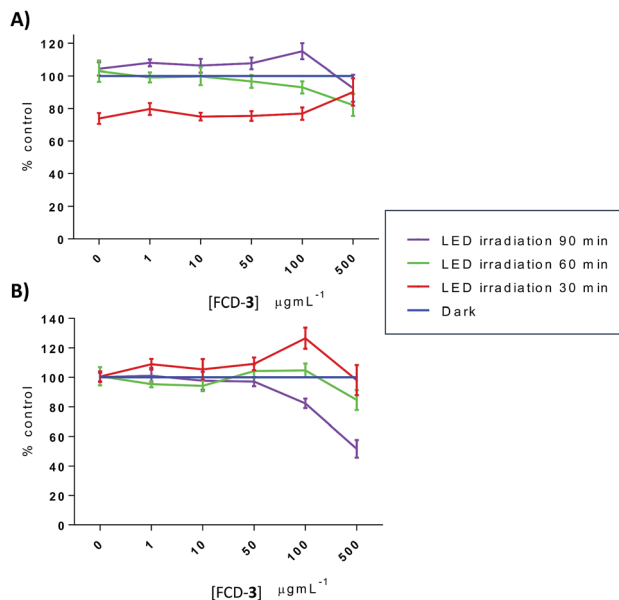 A)
120
100
80
60
40
20
0
% control
0 1 10 50 100 500
[FCD-3] μgmL⁻¹
LED irradiation 90 min
LED irradiation 60 min
LED irradiation 30 min
Dark
B)
140
120
100
80
60
40
20
0
% control
0 1 10 50 100 500
[FCD-3] μgmL⁻¹